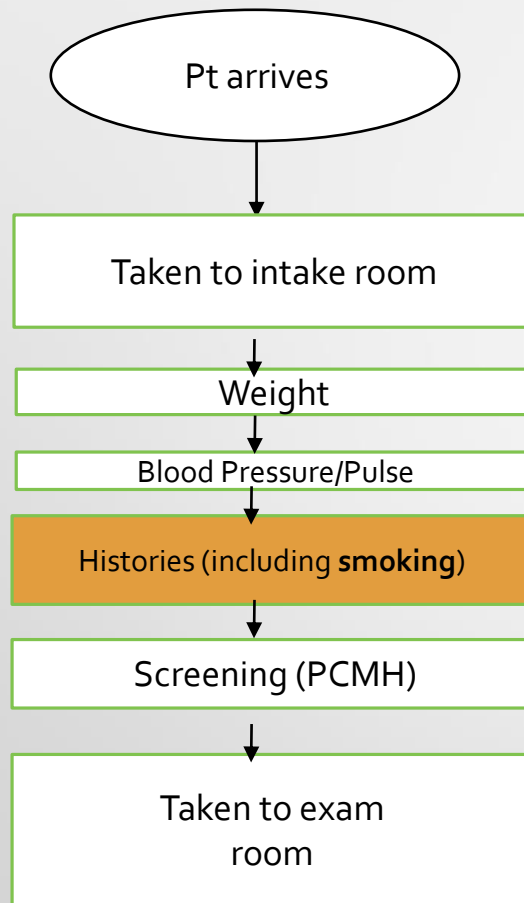 Pt arrives
Taken to intake room
Weight
Blood Pressure/Pulse
Histories (including smoking)
Screening (PCMH)
Taken to exam
room